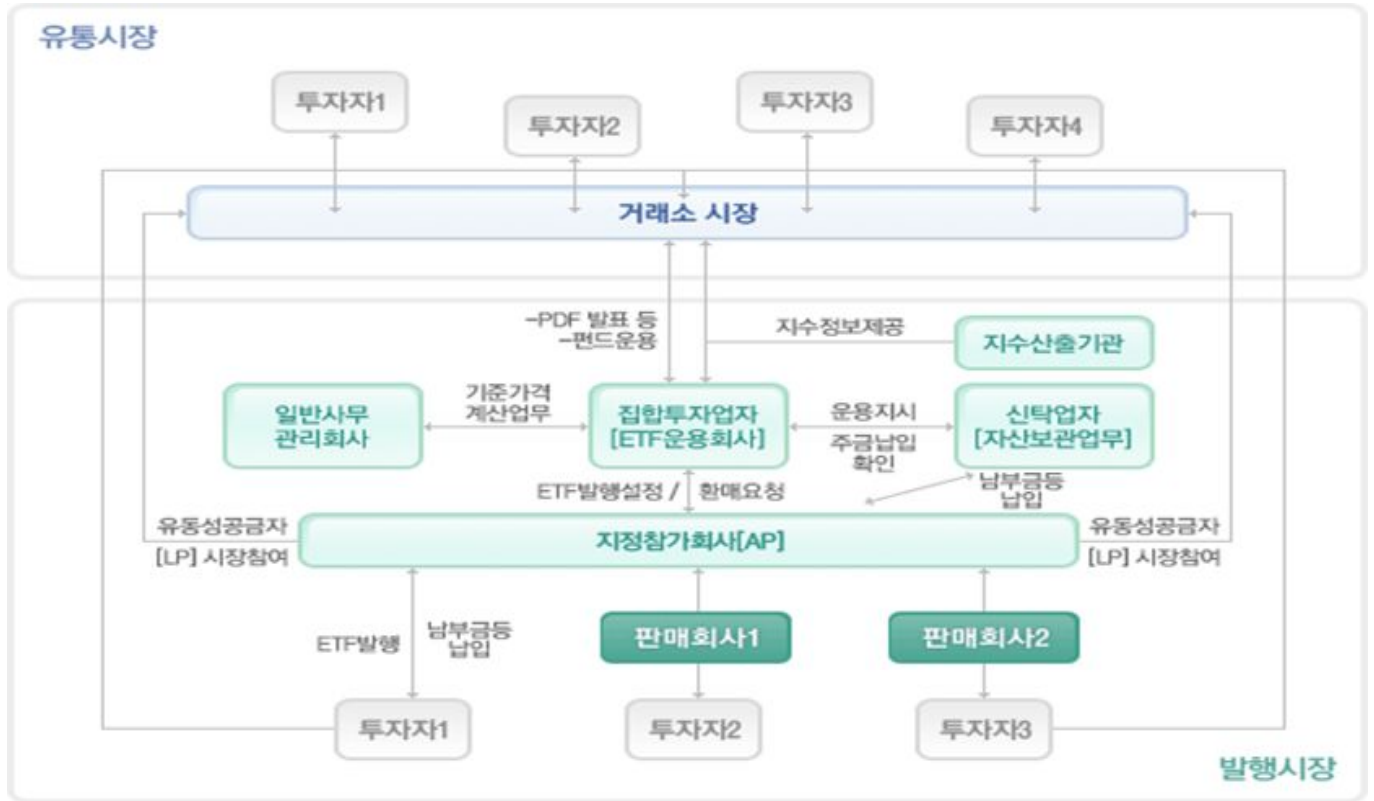 유통시장
투자자1
투자자2
투자자3
투자자4
거래소 시장
-PDF 발표 등
-펀드운용
지수정보제공
지수산출기관
일반사무
관리회사
기준가격
계산업무
집합투자업자
[ETF운용회사]
운용지시
주금납입
확인
신탁업자
[자산보관업무]
ETF발행설정 / 환매요청
남부금등
납입
유동성공급자
[LP] 시장참여
지정참가회사[AP]
유동성공급자
[LP] 시장참여
ETF발행
남부금등
납입
판매회사1
판매회사2
투자자1
투자자2
투자자3
발행시장